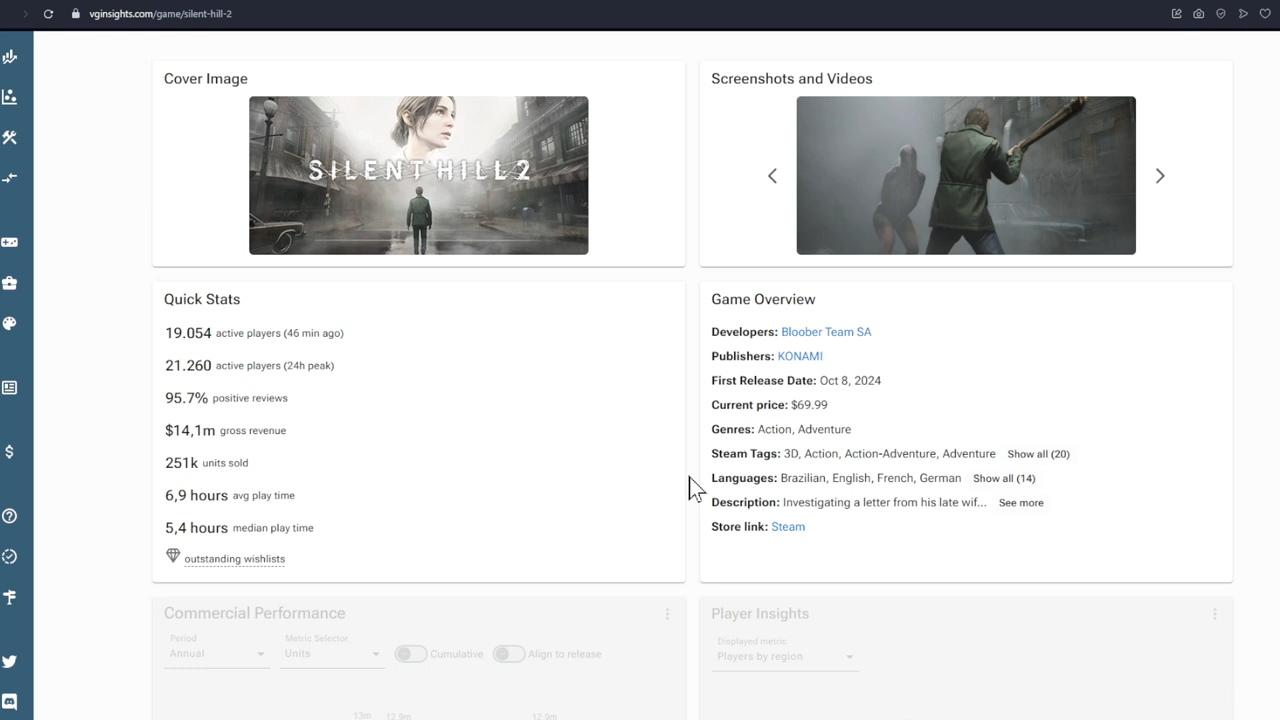 vginsights.com/game/silent-hill-2
Cover Image
SILENT HILL 2
Screenshots and Videos
Quick Stats
19.054 active players (46 min ago)
21.260 active players (24h peak)
95.7% positive reviews
$14,1m gross revenue
251k units sold
6,9 hours avg play time
5,4 hours median play time
outstanding wishlists
Game Overview
Developers: Bloober Team SA
Publishers: KONAMI
First Release Date: Oct 8, 2024
Current price: $69.99
Genres: Action, Adventure
Steam Tags: 3D, Action, Action-Adventure, Adventure Show all (20)
Languages: Brazilian, English, French, German Show all (14)
Description: Investigating a letter from his late wif... See more
Store link: Steam
Commercial Performance
Period
Annual
Metric Selector
Units
Cumulative
Align to release
13m 12.9m 12.9m
Player Insights
Displayed metric
Players by region